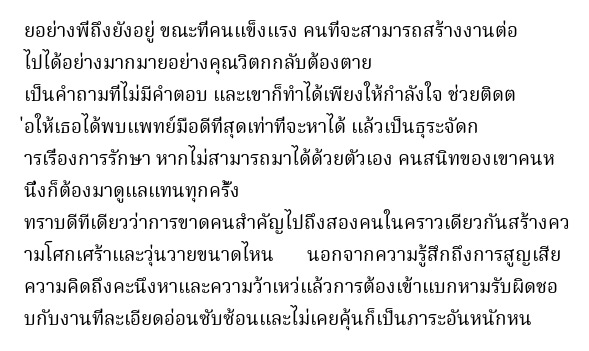 ยอย่างพี่ถึงยังอยู่ ขณะที่คนแข็งแรง คนที่จะสามารถสร้างงานต่อ
ไปได้อย่างมากมายอย่างคุณวิตกกลับต้องตาย
เป็นคำถามที่ไม่มีคำตอบ และเขาก็ทำได้เพียงให้กำลังใจ ช่วยติดต
่อให้เธอได้พบแพทย์มือดีที่สุดเท่าที่จะหาได้ แล้วเป็นธุระจัดก
ารเรื่องการรักษา หากไม่สามารถมาได้ด้วยตัวเอง คนสนิทของเขาคนห
นึ่งก็ต้องมาดูแลแทนทุกครั้ง
ทราบดีทีเดียวว่าการขาดคนสำคัญไปถึงสองคนในคราวเดียวกันสร้างคว
ามโศกเศร้าและวุ่นวายขนาดไหน นอกจากความรู้สึกถึงการสูญเสีย
ความคิดถึงคะนึงหาและความว้าเหว่แล้วการต้องเข้าแบกหามรับผิดชอ
บกับงานที่ละเอียดอ่อนซับซ้อนและไม่เคยคุ้นก็เป็นภาระอันหนักหน